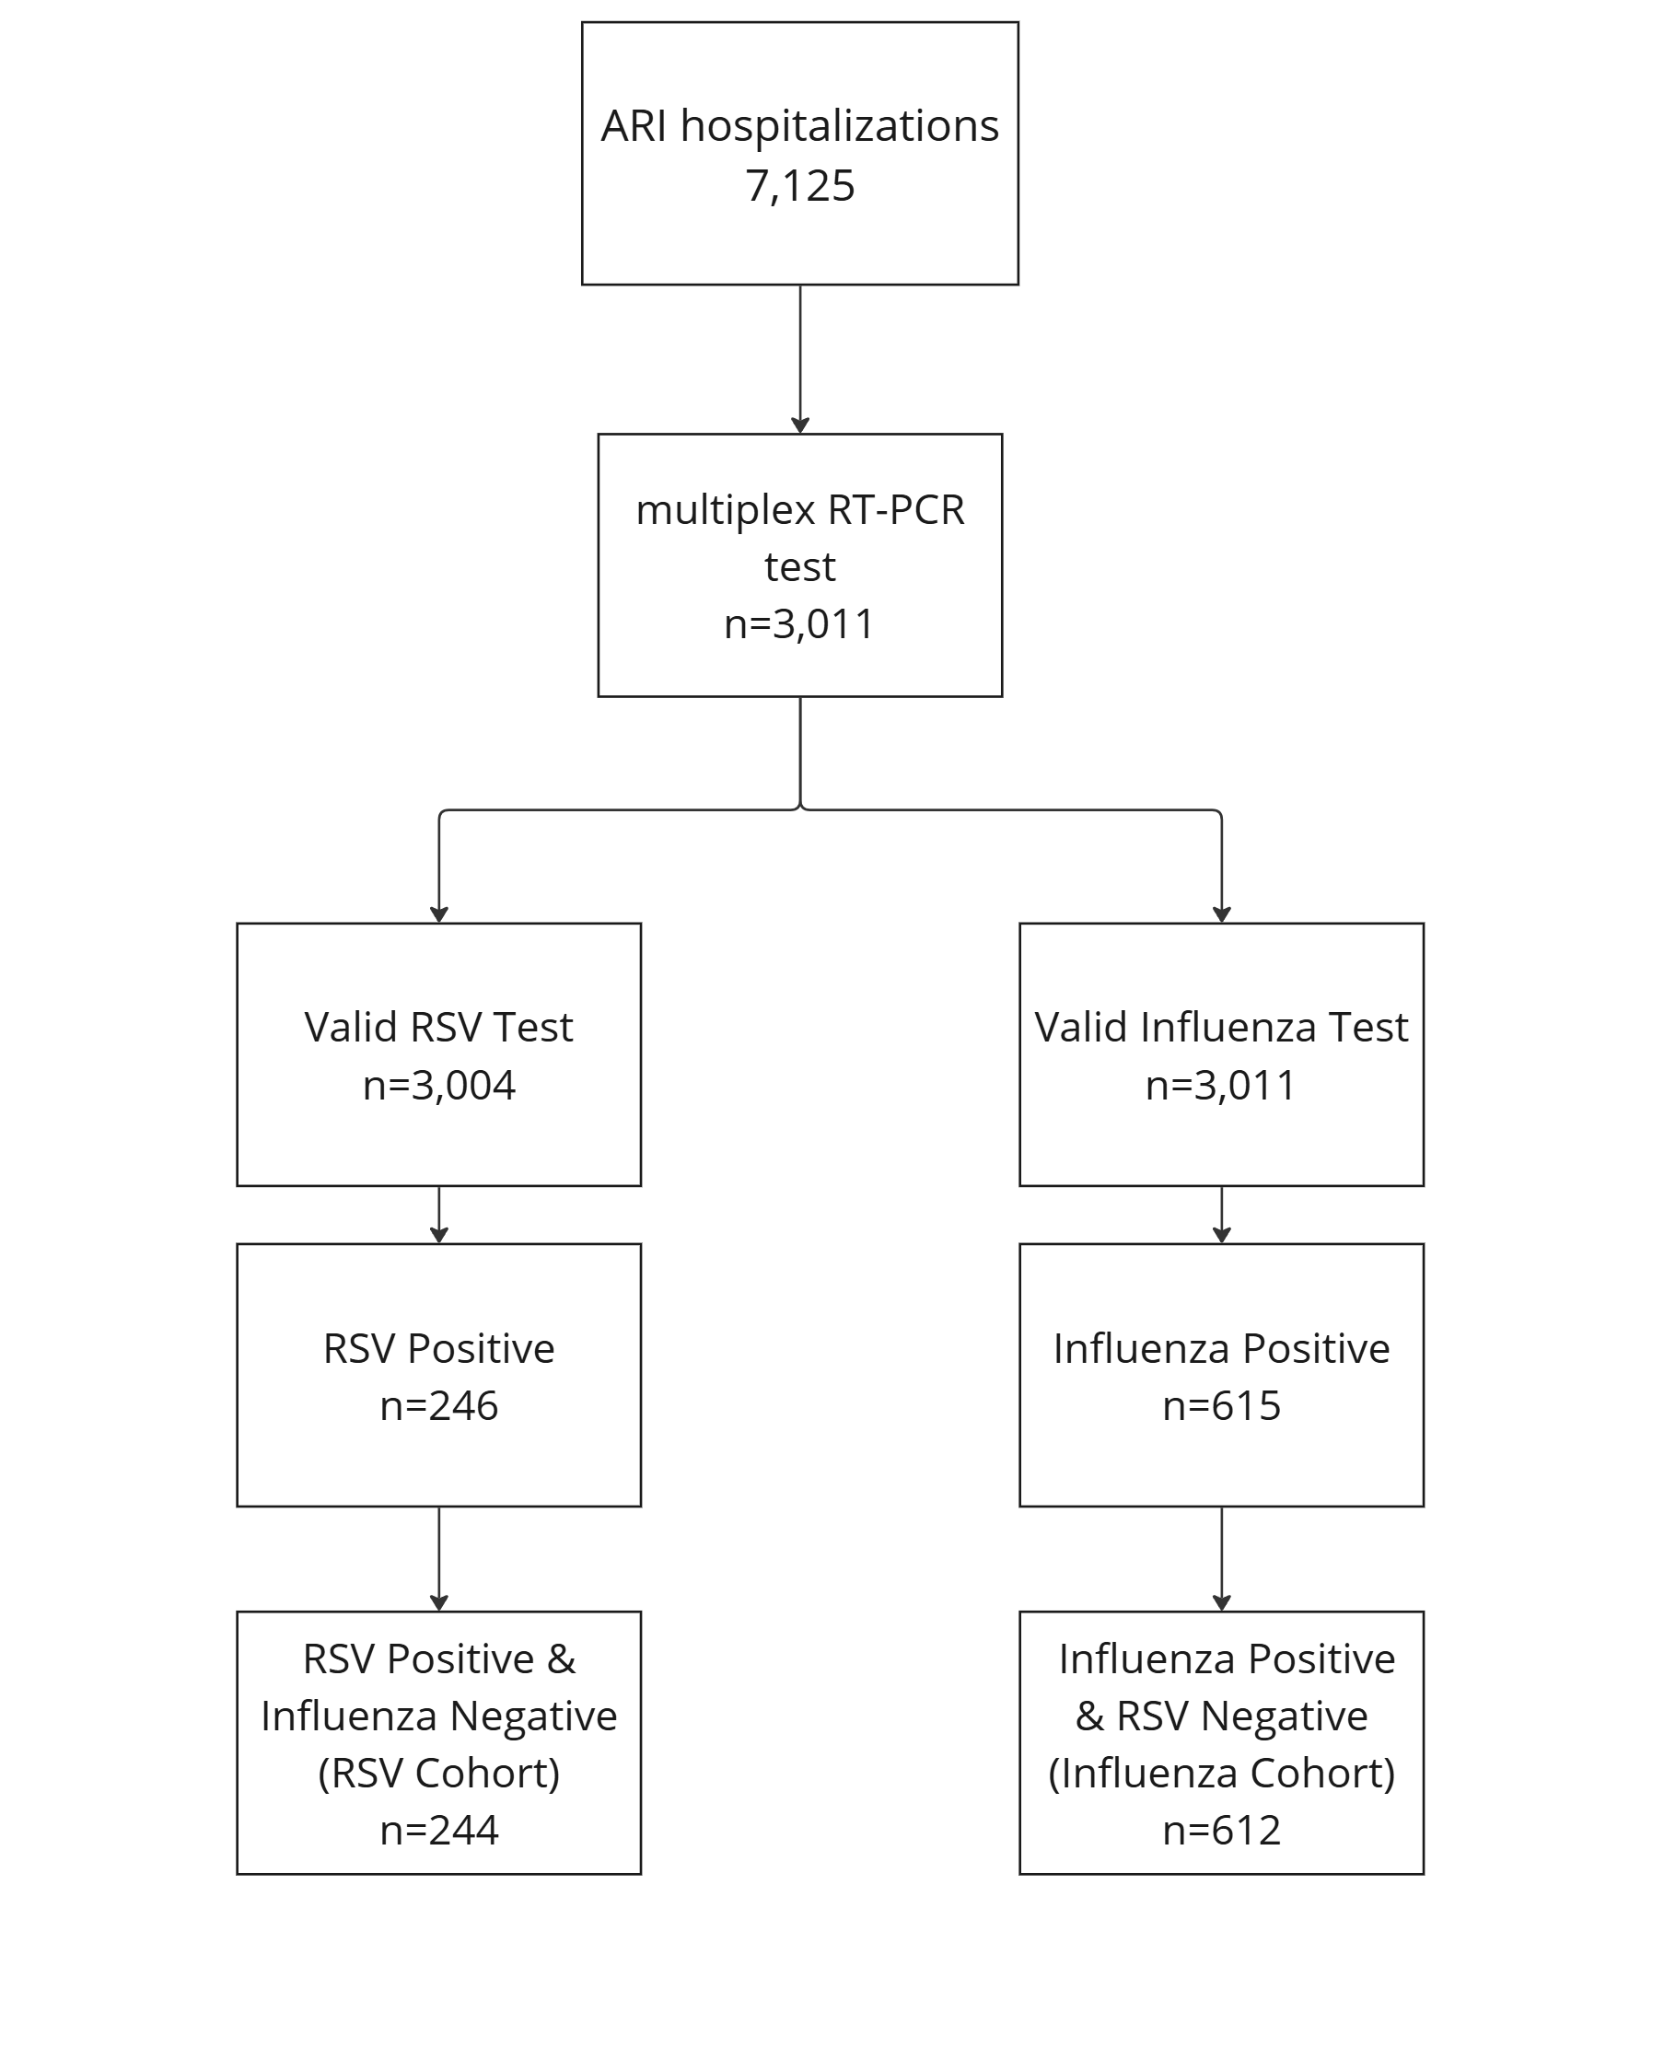 ARI hospitalizations
7,125
multiplex RT-PCR
test
n=3,011
Valid RSV Test
n=3,004
Valid Influenza Test
n=3,011
RSV Positive
n=246
Influenza Positive
n=615
RSV Positive &
Influenza Negative
(RSV Cohort)
n=244
Influenza Positive
& RSV Negative
(Influenza Cohort)
n=612